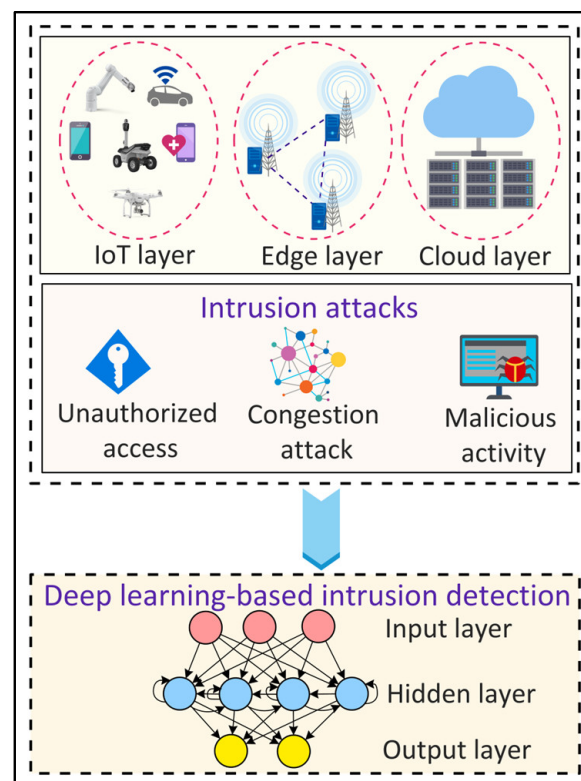 IoT layer
Edge layer
Cloud layer
Intrusion attacks
Unauthorized
access
Congestion
attack
Malicious
activity
Deep learning-based intrusion detection
Input layer
Hidden layer
Output layer